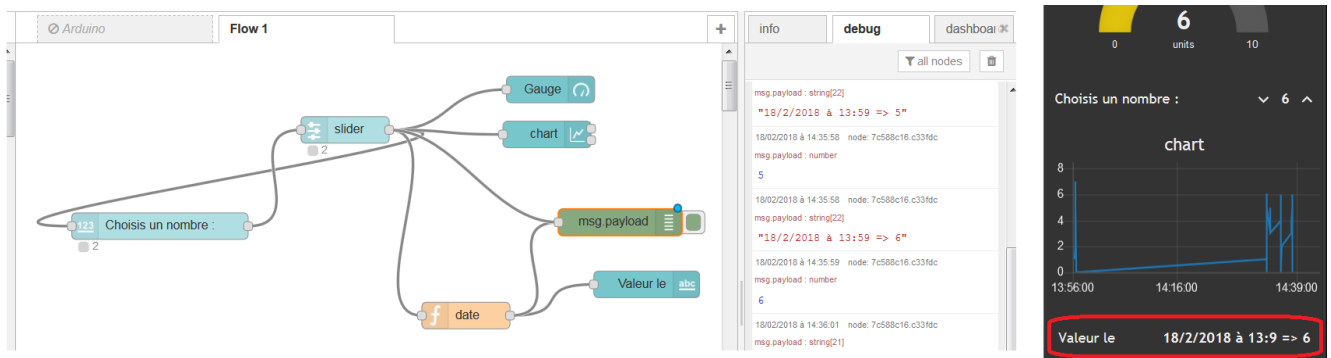 Arduino
Flow 1
+
info
debug
dashboar
all nodes
Gauge
chart
slider
2
123
Choisis un nombre :
2
msg.payload
Valeur le
abc
f
date
msg.payload : string[22]
"18/2/2018 à 13:59 => 5"
18/02/2018 à 14:35:58 node: 7c588c16.c33fdc
msg.payload : number
5
18/02/2018 à 14:35:58 node: 7c588c16.c33fdc
msg.payload : string[22]
"18/2/2018 à 13:59 => 6"
18/02/2018 à 14:35:59 node: 7c588c16.c33fdc
msg.payload : number
6
18/02/2018 à 14:36:01 node: 7c588c16.c33fdc
msg.payload : string[21]
6
0
units
10
Choisis un nombre :
6
chart
8
6
4
2
0
13:56:00
14:16:00
14:39:00
Valeur le
18/2/2018 à 13:9 => 6